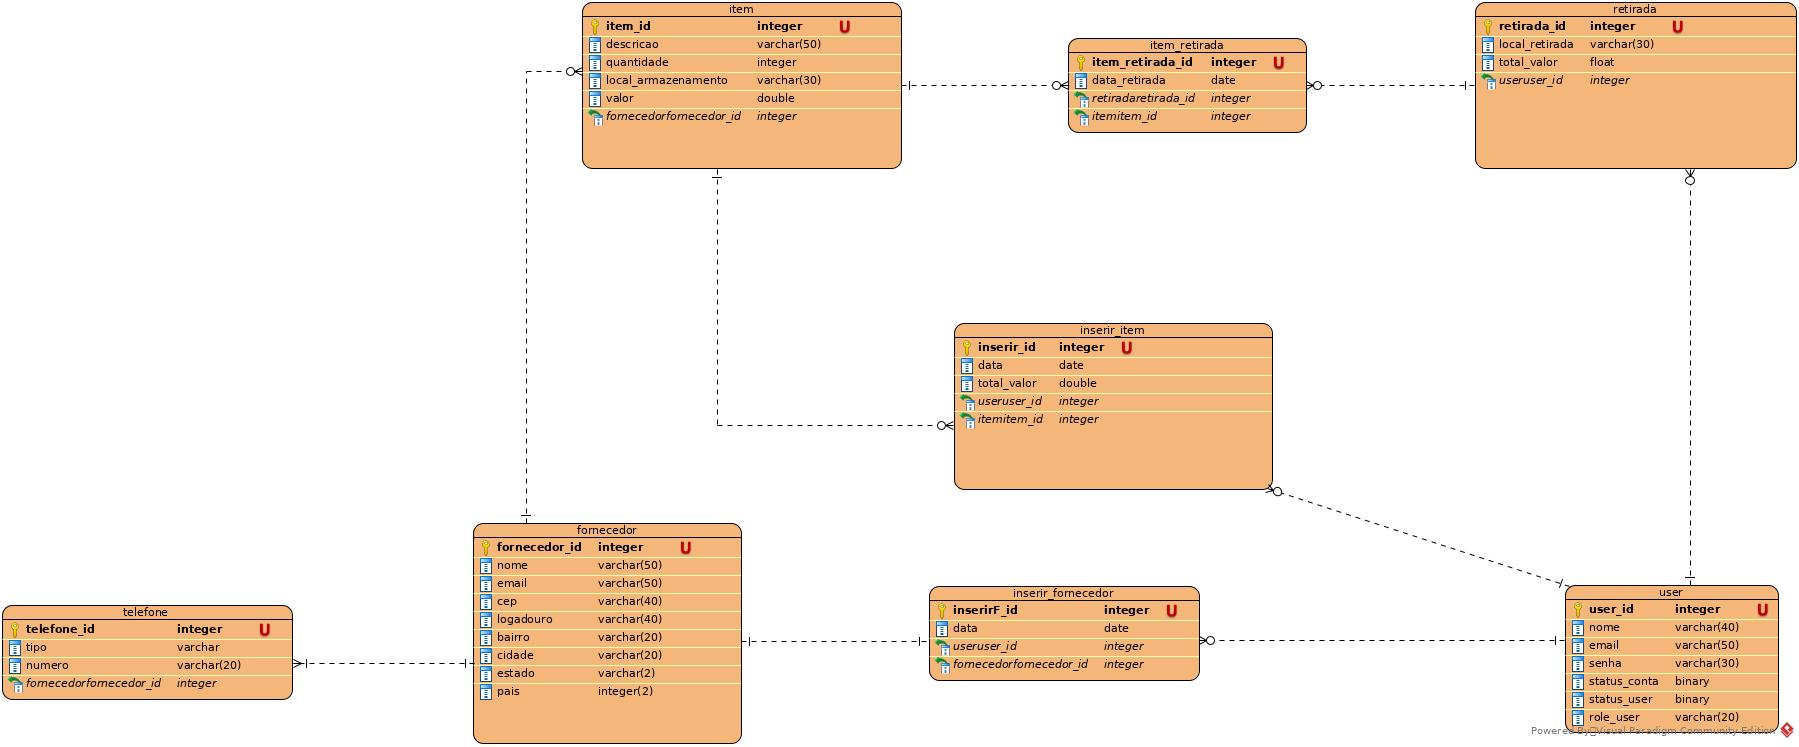 item
item_id integer U
descricao varchar(50)
quantidade integer
local_armazenamento varchar(30)
valor double
fornecedorfornecedor_id integer
item_retirada
item_retirada_id integer U
data_retirada date
retiradaretirada_id integer
itemitem_id integer
retirada
retirada_id integer U
local_retirada varchar(30)
total_valor float
useruser_id integer
inserir_item
inserir_id integer U
data date
total_valor double
useruser_id integer
itemitem_id integer
telefone
telefone_id integer U
tipo varchar
numero varchar(20)
fornecedorfornecedor_id integer
fornecedor
fornecedor_id integer U
nome varchar(50)
email varchar(50)
cep varchar(40)
logadouro varchar(40)
bairro varchar(20)
cidade varchar(20)
estado varchar(2)
pais integer(2)
inserir_fornecedor
inserirF_id integer U
data date
useruser_id integer
fornecedorfornecedor_id integer
user
user_id integer U
nome varchar(40)
email varchar(50)
senha varchar(30)
status_conta binary
status_user binary
role_user varchar(20)
Powered By Visual Paradigm Community Edition